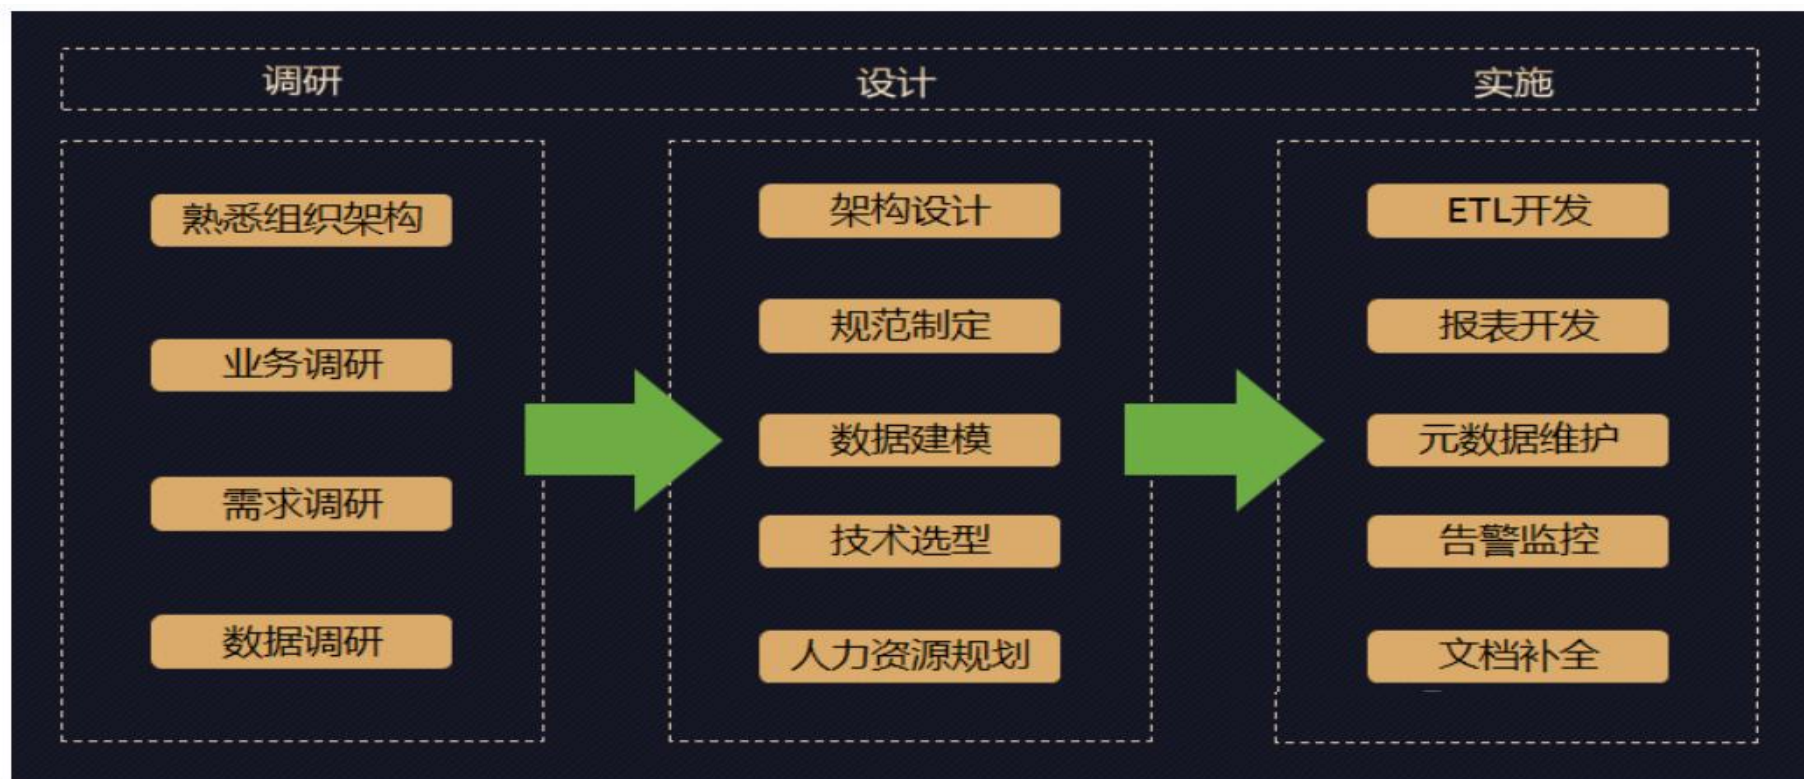 调研
设计
实施
熟悉组织架构
业务调研
需求调研
数据调研
架构设计
规范制定
数据建模
技术选型
人力资源规划
ETL开发
报表开发
元数据维护
告警监控
文档补全